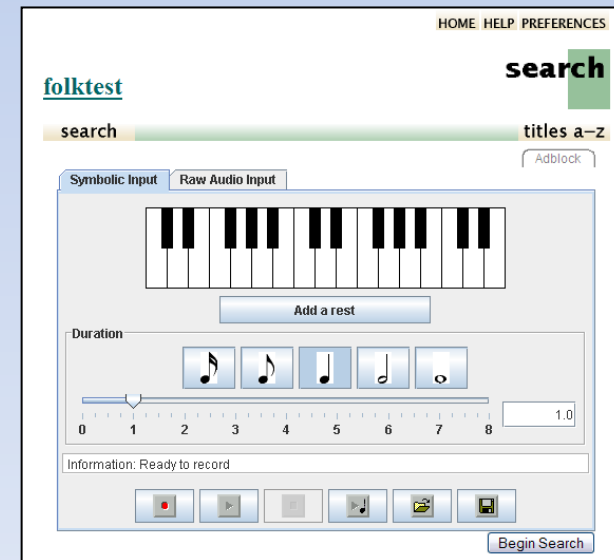 HOME HELP PREFERENCES
search
folktest
search titles a–z
Adblock
Symbolic Input Raw Audio Input
Add a rest
Duration
1.0
0 1 2 3 4 5 6 7 8
Information: Ready to record
Begin Search